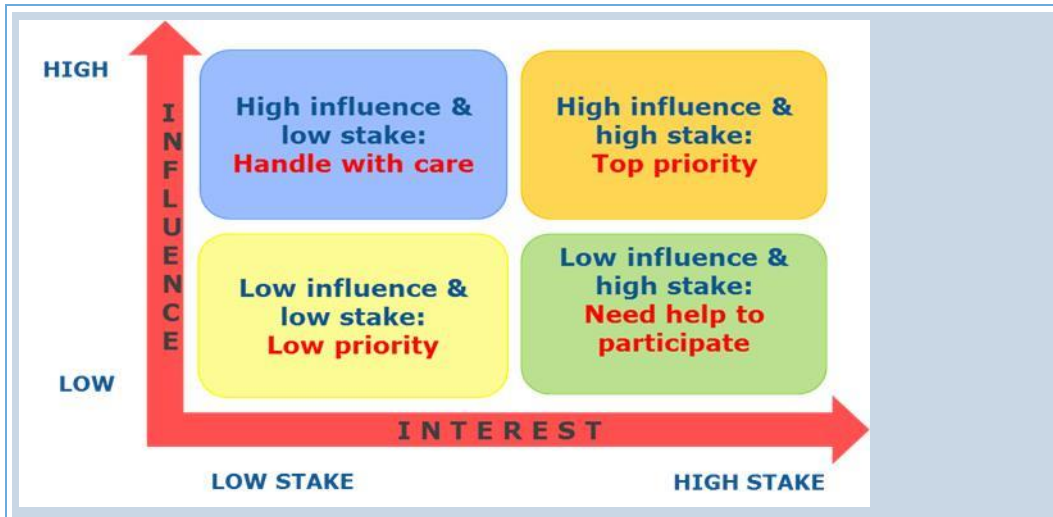 HIGH
INFLUENCE
High influence &
low stake:
Handle with care
High influence &
high stake:
Top priority
Low influence &
low stake:
Low priority
Low influence &
high stake:
Need help to
participate
LOW
INTEREST
LOW STAKE
HIGH STAKE